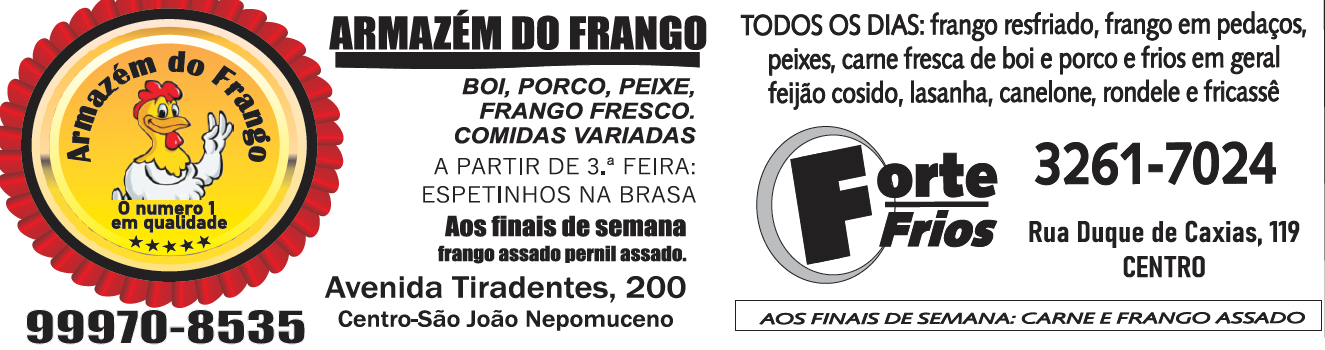 Armazém do Frango
O numero 1
em qualidade
99970-8535
ARMAZÉM DO FRANGO
BOI, PORCO, PEIXE,
FRANGO FRESCO.
COMIDAS VARIADAS
A PARTIR DE 3.ª FEIRA:
ESPETINHOS NA BRASA
Aos finais de semana
frango assado pernil assado.
Avenida Tiradentes, 200
Centro-São João Nepomuceno
TODOS OS DIAS: frango resfriado, frango em pedaços,
peixes, carne fresca de boi e porco e frios em geral
feijão cosido, lasanha, canelone, rondele e fricassê
Forte
Frios
3261-7024
Rua Duque de Caxias, 119
CENTRO
AOS FINAIS DE SEMANA: CARNE E FRANGO ASSADO